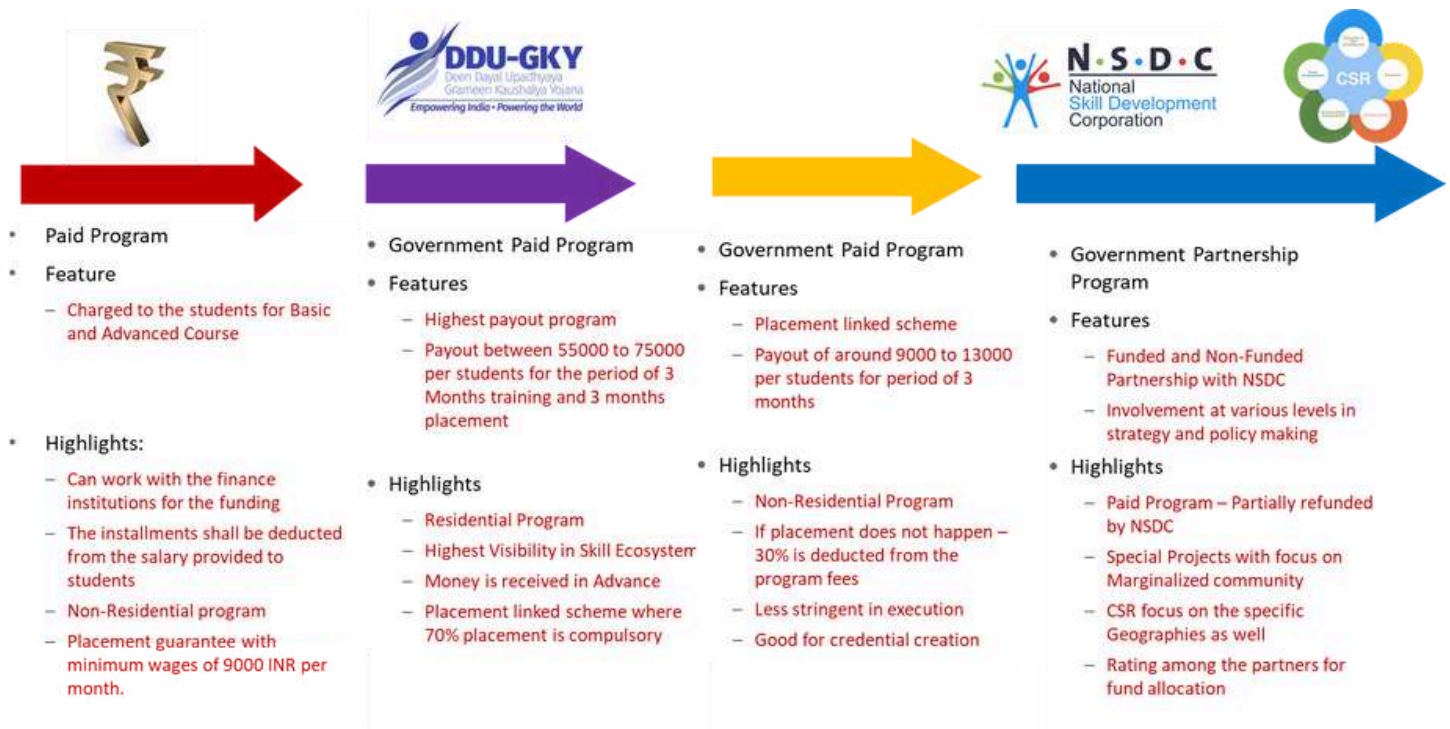 DDU-GKY
Deen Dayal Upadhyaya
Grameen Kaushalya Yojana
Empowering India • Powering the World
N·S·D·C
National
Skill Development
Corporation
CSR
• Paid Program
• Feature
– Charged to the students for Basic
and Advanced Course
• Highlights:
– Can work with the finance
institutions for the funding
– The installments shall be deducted
from the salary provided to
students
– Non-Residential program
– Placement guarantee with
minimum wages of 9000 INR per
month.
• Government Paid Program
• Features
– Highest payout program
– Payout between 55000 to 75000
per students for the period of 3
Months training and 3 months
placement
• Highlights
– Residential Program
– Highest Visibility in Skill Ecosystem
– Money is received in Advance
– Placement linked scheme where
70% placement is compulsory
• Government Paid Program
• Features
– Placement linked scheme
– Payout of around 9000 to 13000
per students for period of 3
months
• Highlights
– Non-Residential Program
– If placement does not happen –
30% is deducted from the
program fees
– Less stringent in execution
– Good for credential creation
• Government Partnership
Program
• Features
– Funded and Non-Funded
Partnership with NSDC
– Involvement at various levels in
strategy and policy making
• Highlights
– Paid Program – Partially refunded
by NSDC
– Special Projects with focus on
Marginalized community
– CSR focus on the specific
Geographies as well
– Rating among the partners for
fund allocation